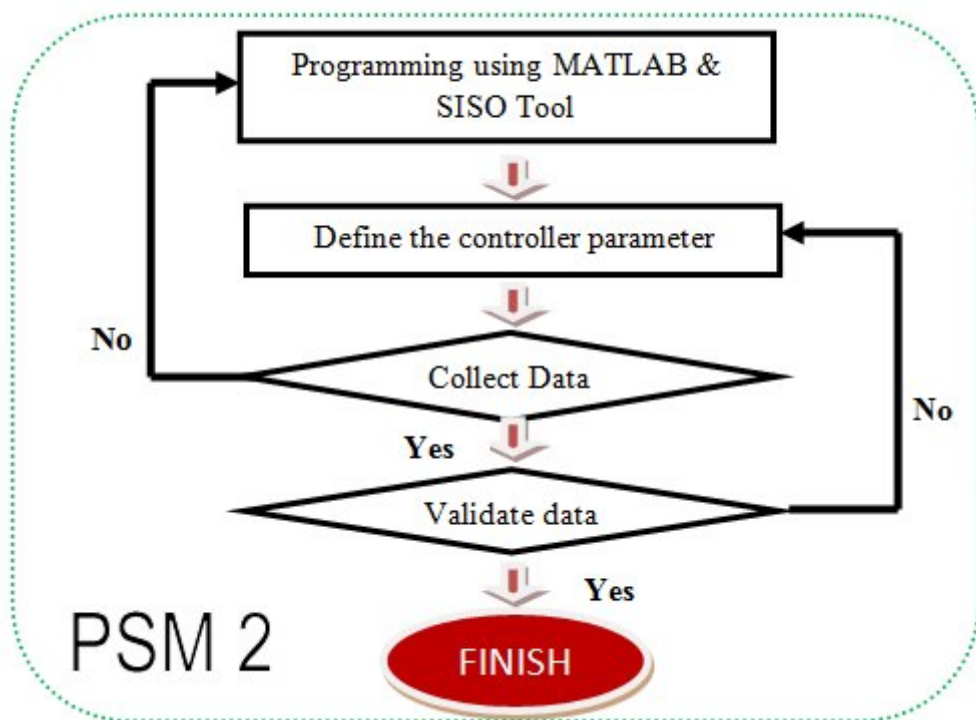 Programming using MATLAB &
SISO Tool
Define the controller parameter
No
Collect Data
No
Yes
Validate data
Yes
PSM 2
FINISH